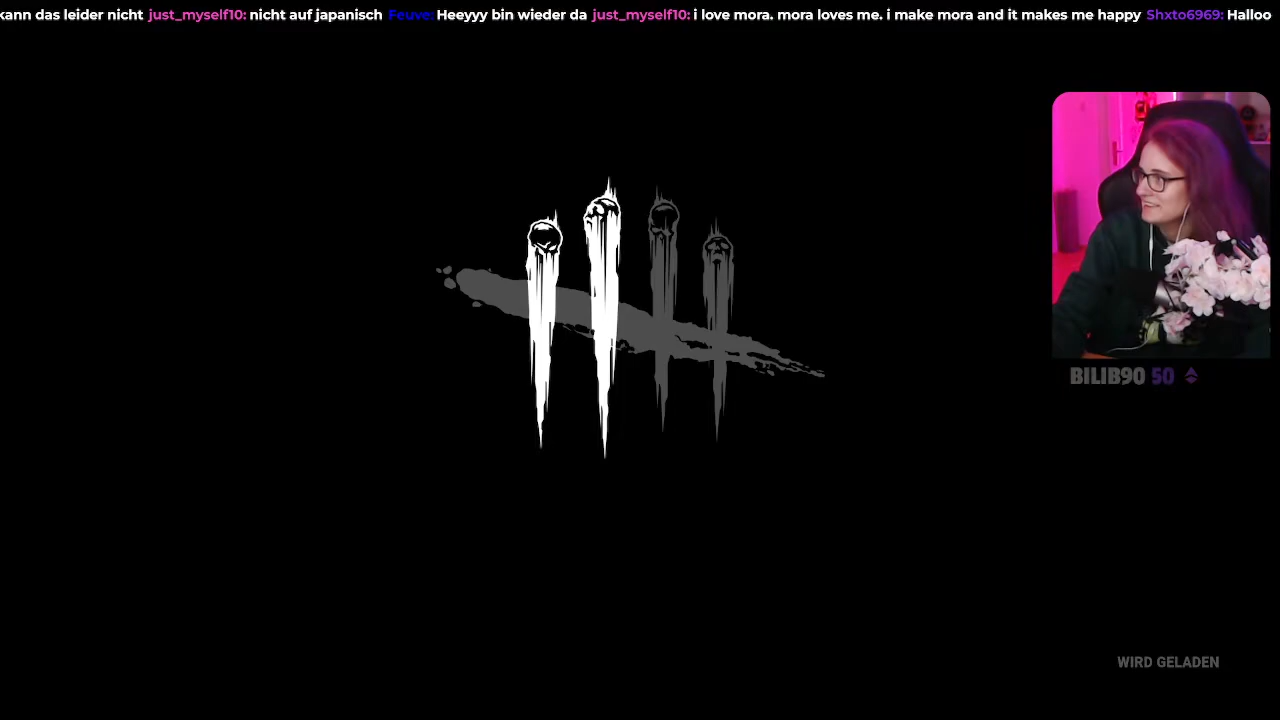 kann das leider nicht just_myself10: nicht auf japanisch Feuve: Heeyyy bin wieder da just_myself10: i love mora. mora loves me. i make mora and it makes me happy Shxto6969: Halloo
BILIB90 50
WIRD GELADEN